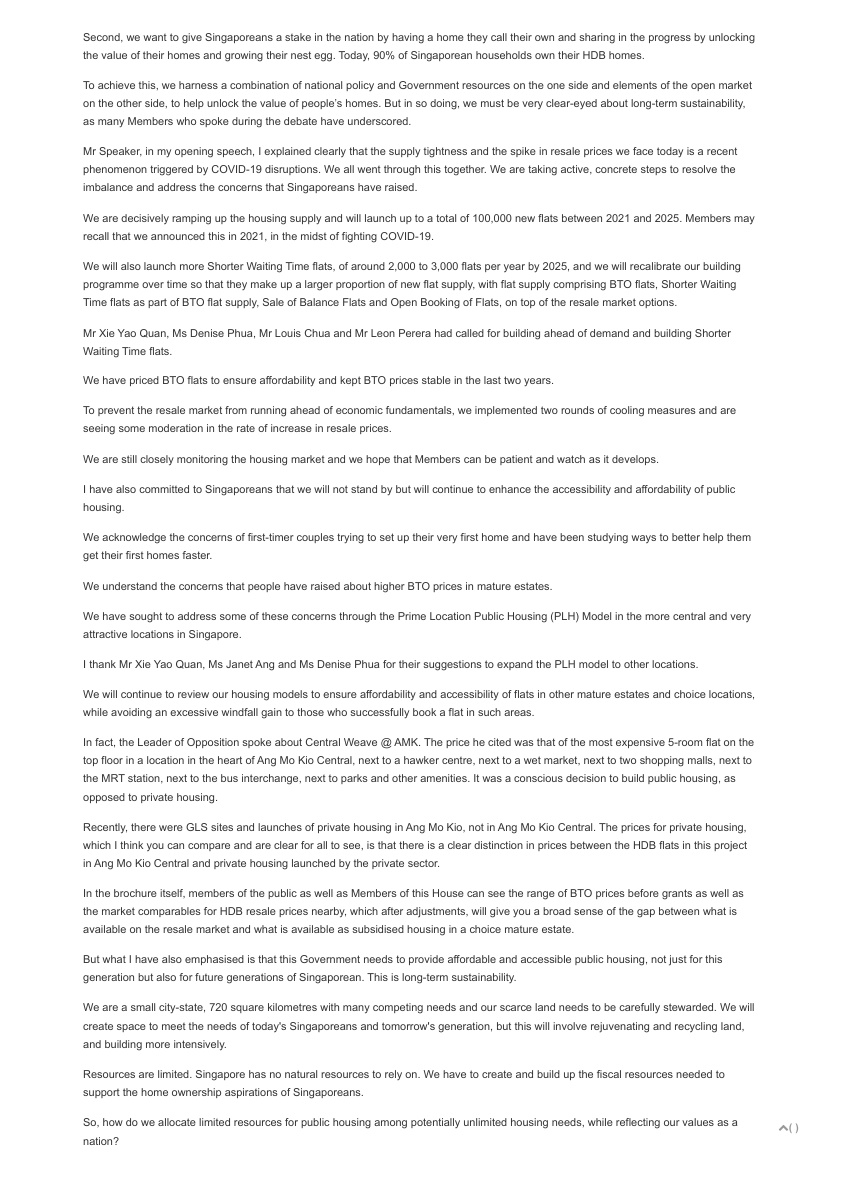 Second, we want to give Singaporeans a stake in the nation by having a home they call their own and sharing in the progress by unlocking
the value of their homes and growing their nest egg. Today, 90% of Singaporean households own their HDB homes.
To achieve this, we harness a combination of national policy and Government resources on the one side and elements of the open market
on the other side, to help unlock the value of people's homes. But in so doing, we must be very clear-eyed about long-term sustainability,
as many Members who spoke during the debate have underscored.
Mr Speaker, in my opening speech, I explained clearly that the supply tightness and the spike in resale prices we face today is a recent
phenomenon triggered by COVID-19 disruptions. We all went through this together. We are taking active, concrete steps to resolve the
imbalance and address the concerns that Singaporeans have raised.
We are decisively ramping up the housing supply and will launch up to a total of 100,000 new flats between 2021 and 2025. Members may
recall that we announced this in 2021, in the midst of fighting COVID-19.
We will also launch more Shorter Waiting Time flats, of around 2,000 to 3,000 flats per year by 2025, and we will recalibrate our building
programme over time so that they make up a larger proportion of new flat supply, with flat supply comprising BTO flats, Shorter Waiting
Time flats as part of BTO flat supply, Sale of Balance Flats and Open Booking of Flats, on top of the resale market options.
Mr Xie Yao Quan, Ms Denise Phua, Mr Louis Chua and Mr Leon Perera had called for building ahead of demand and building Shorter
Waiting Time flats.
We have priced BTO flats to ensure affordability and kept BTO prices stable in the last two years.
To prevent the resale market from running ahead of economic fundamentals, we implemented two rounds of cooling measures and are
seeing some moderation in the rate of increase in resale prices.
We are still closely monitoring the housing market and we hope that Members can be patient and watch as it develops.
I have also committed to Singaporeans that we will not stand by but will continue to enhance the accessibility and affordability of public
housing.
We acknowledge the concerns of first-timer couples trying to set up their very first home and have been studying ways to better help them
get their first homes faster.
We understand the concerns that people have raised about higher BTO prices in mature estates.
We have sought to address some of these concerns through the Prime Location Public Housing (PLH) Model in the more central and very
attractive locations in Singapore.
I thank Mr Xie Yao Quan, Ms Janet Ang and Ms Denise Phua for their suggestions to expand the PLH model to other locations.
We will continue to review our housing models to ensure affordability and accessibility of flats in other mature estates and choice locations,
while avoiding an excessive windfall gain to those who successfully book a flat in such areas.
In fact, the Leader of Opposition spoke about Central Weave @ AMK. The price he cited was that of the most expensive 5-room flat on the
top floor in a location in the heart of Ang Mo Kio Central, next to a hawker centre, next to a wet market, next to two shopping malls, next to
the MRT station, next to the bus interchange, next to parks and other amenities. It was a conscious decision to build public housing, as
opposed to private housing.
Recently, there were GLS sites and launches of private housing in Ang Mo Kio, not in Ang Mo Kio Central. The prices for private housing,
which I think you can compare and are clear for all to see, is that there is a clear distinction in prices between the HDB flats in this project
in Ang Mo Kio Central and private housing launched by the private sector.
In the brochure itself, members of the public as well as Members of this House can see the range of BTO prices before grants as well as
the market comparables for HDB resale prices nearby, which after adjustments, will give you a broad sense of the gap between what is
available on the resale market and what is available as subsidised housing in a choice mature estate.
But what I have also emphasised is that this Government needs to provide affordable and accessible public housing, not just for this
generation but also for future generations of Singaporean. This is long-term sustainability.
We are a small city-state, 720 square kilometres with many competing needs and our scarce land needs to be carefully stewarded. We will
create space to meet the needs of today's Singaporeans and tomorrow's generation, but this will involve rejuvenating and recycling land,
and building more intensively.
Resources are limited. Singapore has no natural resources to rely on. We have to create and build up the fiscal resources needed to
support the home ownership aspirations of Singaporeans.
So, how do we allocate limited resources for public housing among potentially unlimited housing needs, while reflecting our values as a
nation?
( )